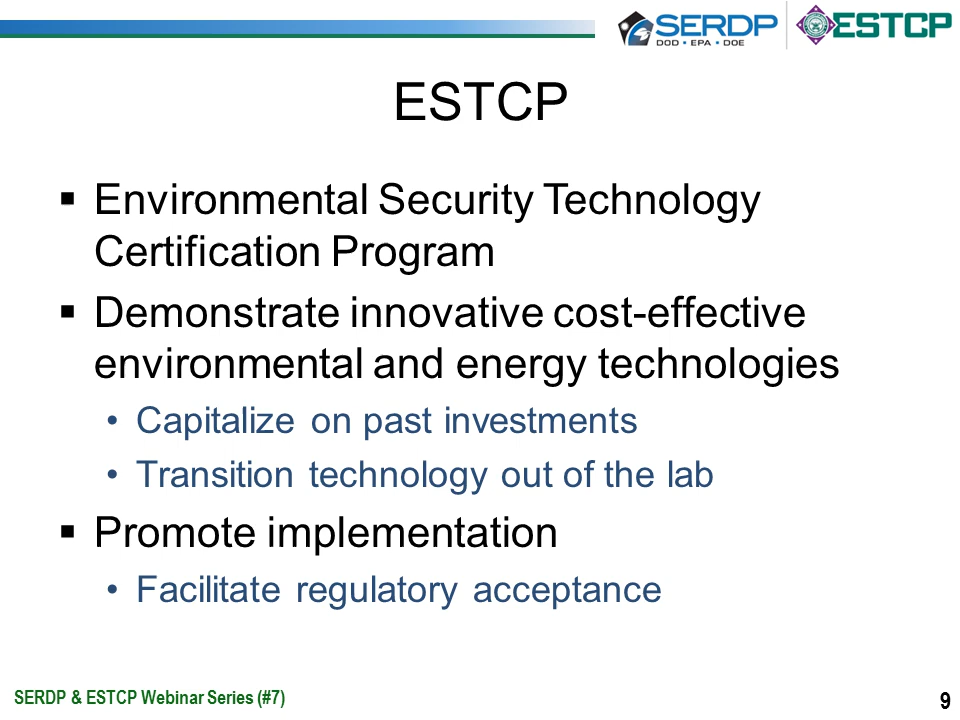 SERDP
DOD • EPA • DOE
ESTCP
ESTCP
▪ Environmental Security Technology
Certification Program
▪ Demonstrate innovative cost-effective
environmental and energy technologies
• Capitalize on past investments
• Transition technology out of the lab
▪ Promote implementation
• Facilitate regulatory acceptance
SERDP & ESTCP Webinar Series (#7)
9